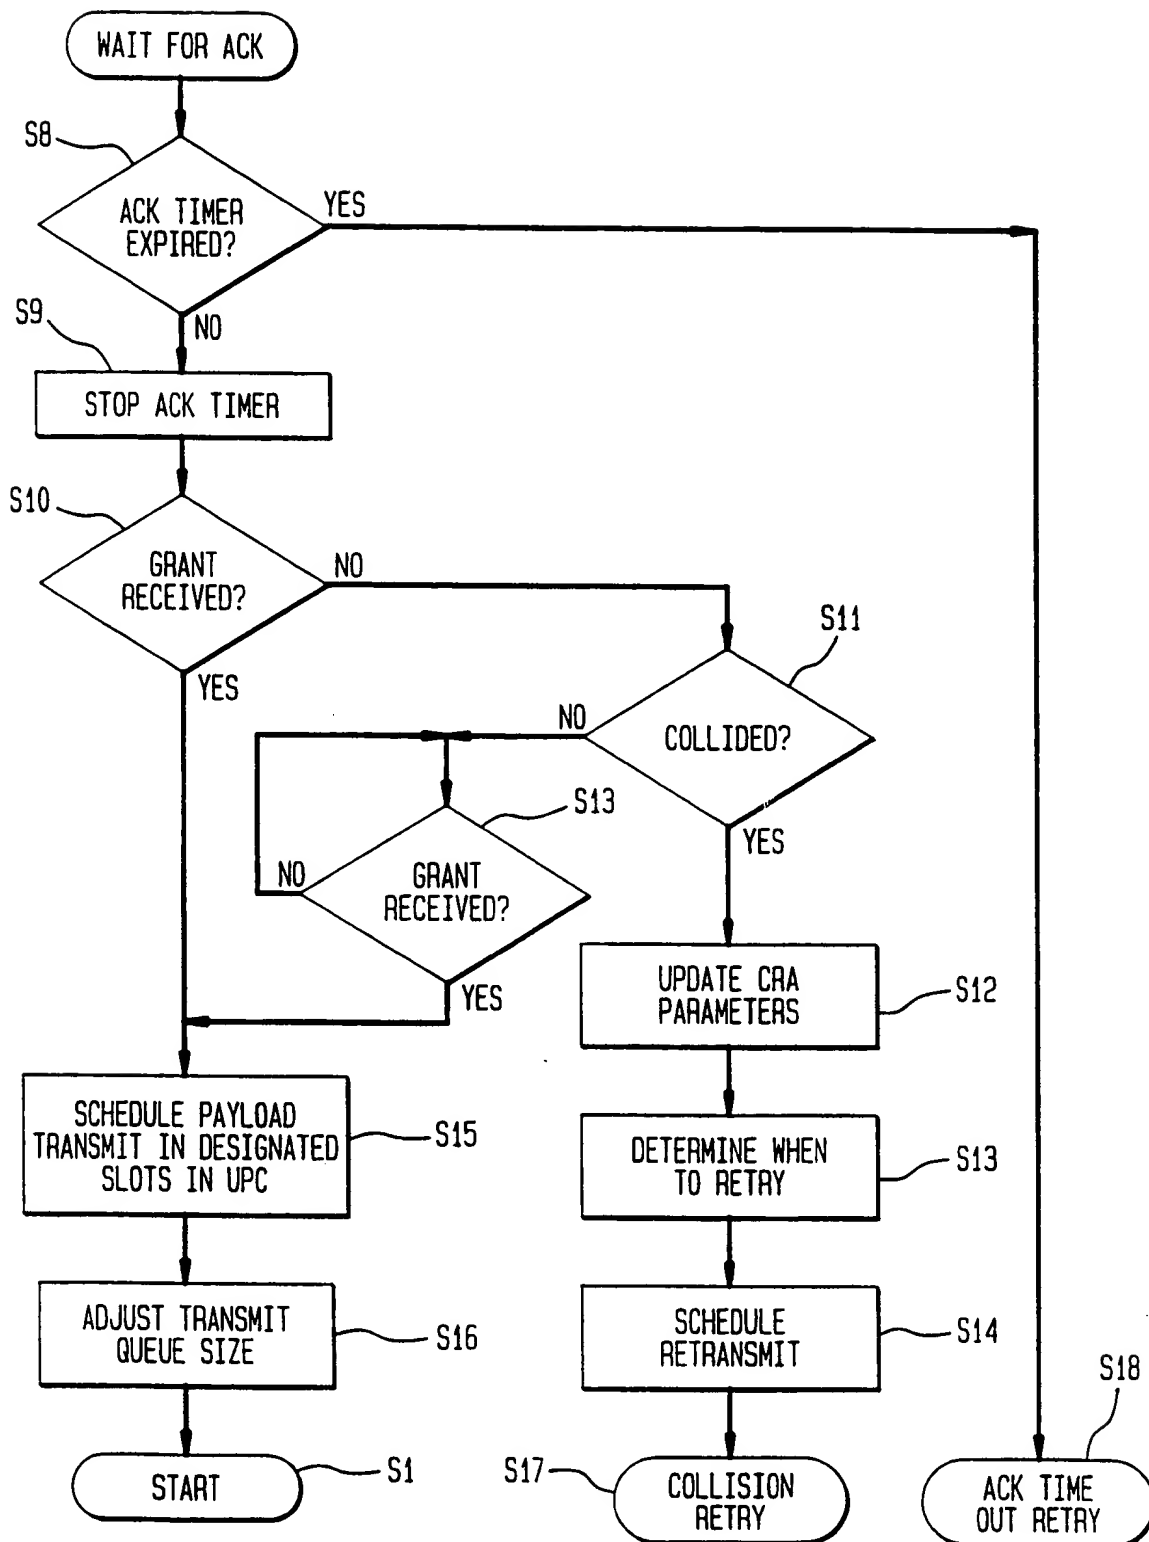 WAIT FOR ACK
S8
ACK TIMER
EXPIRED?
YES
NO
S9
STOP ACK TIMER
S10
GRANT
RECEIVED?
NO
YES
S11
COLLIDED?
NO
YES
S13
GRANT
RECEIVED?
NO
YES
UPDATE CRA
PARAMETERS
S12
SCHEDULE PAYLOAD
TRANSMIT IN DESIGNATED
SLOTS IN UPC
S15
DETERMINE WHEN
TO RETRY
S13
ADJUST TRANSMIT
QUEUE SIZE
S16
SCHEDULE
RETRANSMIT
S14
START
S1
S17
COLLISION
RETRY
S18
ACK TIME
OUT RETRY